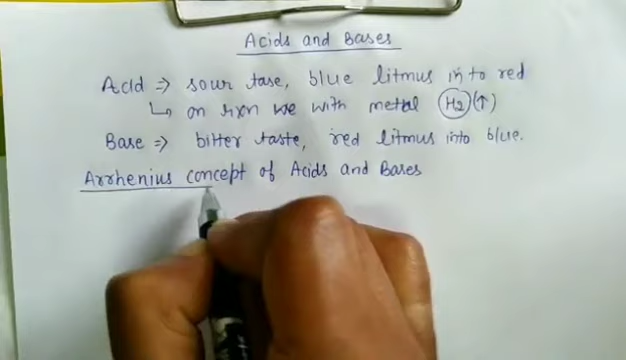 Acids and Bases
Acid => sour tase, blue litmus in to red
↳ on rxn we with metal H2 (↑)
Base => bitter taste, red litmus into blue.
Arrhenius concept of Acids and Bases